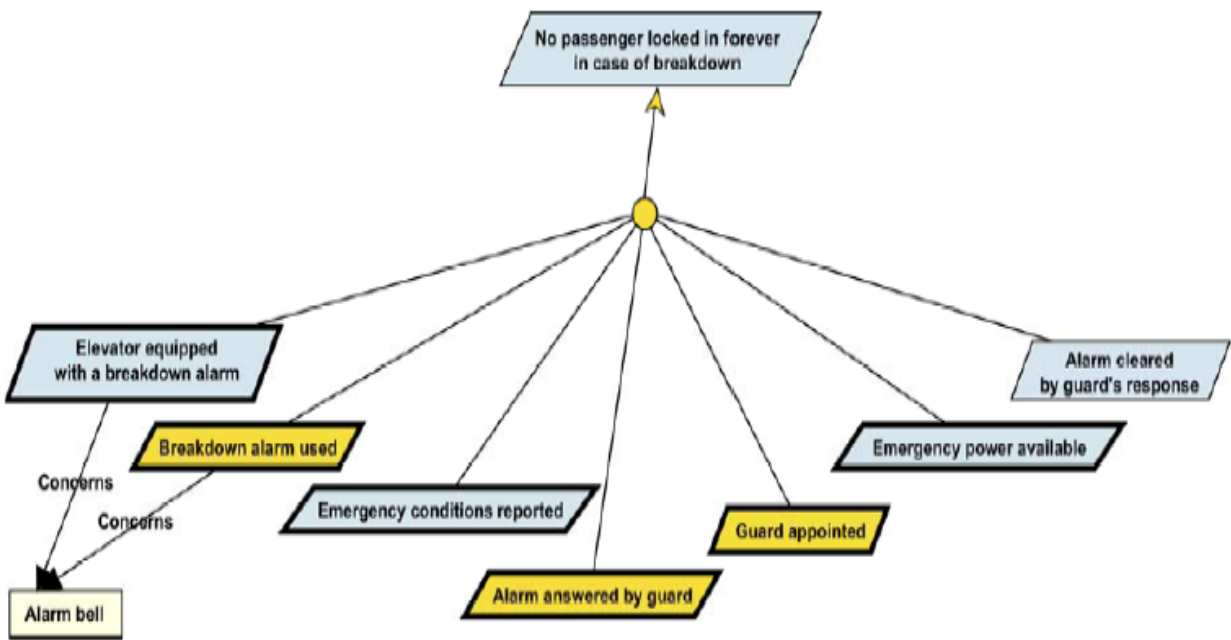 No passenger locked in forever
in case of breakdown
Elevator equipped
with a breakdown alarm
Alarm cleared
by guard's response
Breakdown alarm used
Emergency power available
Concerns
Emergency conditions reported
Concerns
Guard appointed
Alarm answered by guard
Alarm bell